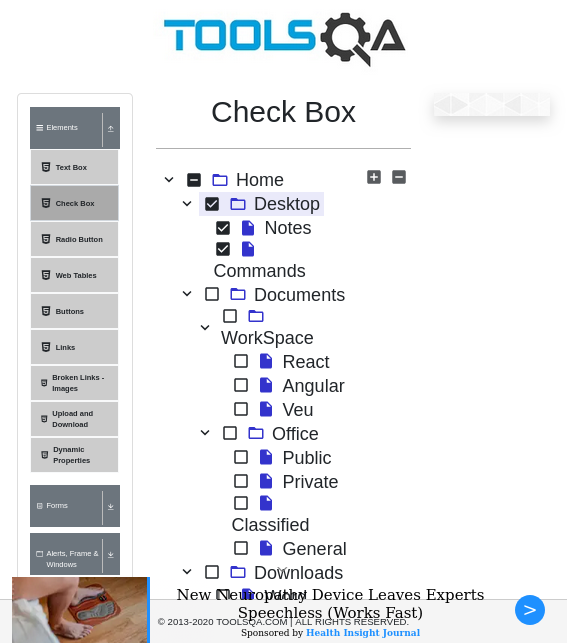 TOOLSQA
Check Box
Elements
Text Box
Check Box
Radio Button
Web Tables
Buttons
Links
Broken Links -
Images
Upload and
Download
Dynamic
Properties
Forms
Alerts, Frame &
Windows
Home
Desktop
Notes
Commands
Documents
WorkSpace
React
Angular
Veu
Office
Public
Private
Classified
General
Downloads
New Neuropathy Device Leaves Experts
Speechless (Works Fast)
© 2013-2020 TOOLSQA.COM | ALL RIGHTS RESERVED.
Sponsored by Health Insight Journal